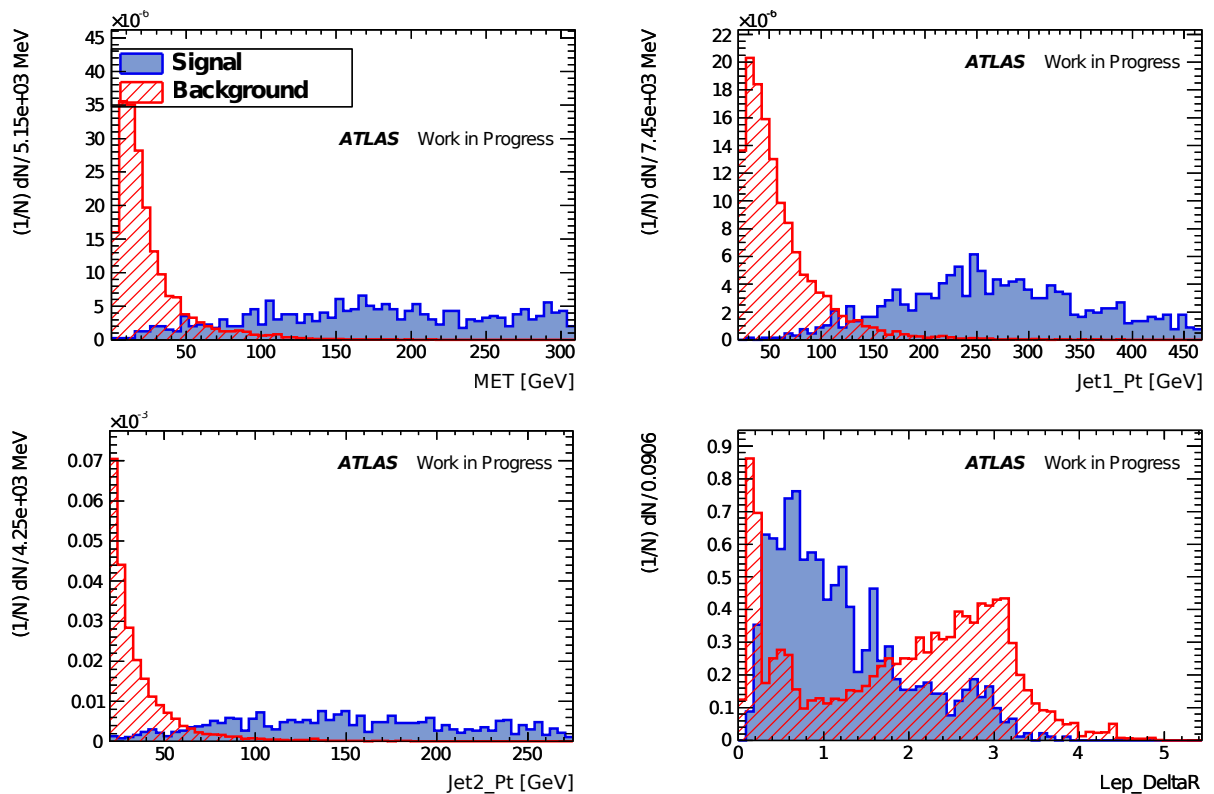 ×10⁻⁶
(1/N) dN/5.15e+03 MeV
45
40
35
30
25
20
15
10
5
0
Signal
Background
ATLAS Work in Progress
50 100 150 200 250 300
MET [GeV]
×10⁻⁶
(1/N) dN/7.45e+03 MeV
22
20
18
16
14
12
10
8
6
4
2
0
ATLAS Work in Progress
50 100 150 200 250 300 350 400 450
Jet1_Pt [GeV]
×10⁻³
(1/N) dN/4.25e+03 MeV
0.07
0.06
0.05
0.04
0.03
0.02
0.01
0
ATLAS Work in Progress
50 100 150 200 250
Jet2_Pt [GeV]
(1/N) dN/0.0906
0.9
0.8
0.7
0.6
0.5
0.4
0.3
0.2
0.1
0
ATLAS Work in Progress
0 1 2 3 4 5
Lep_DeltaR